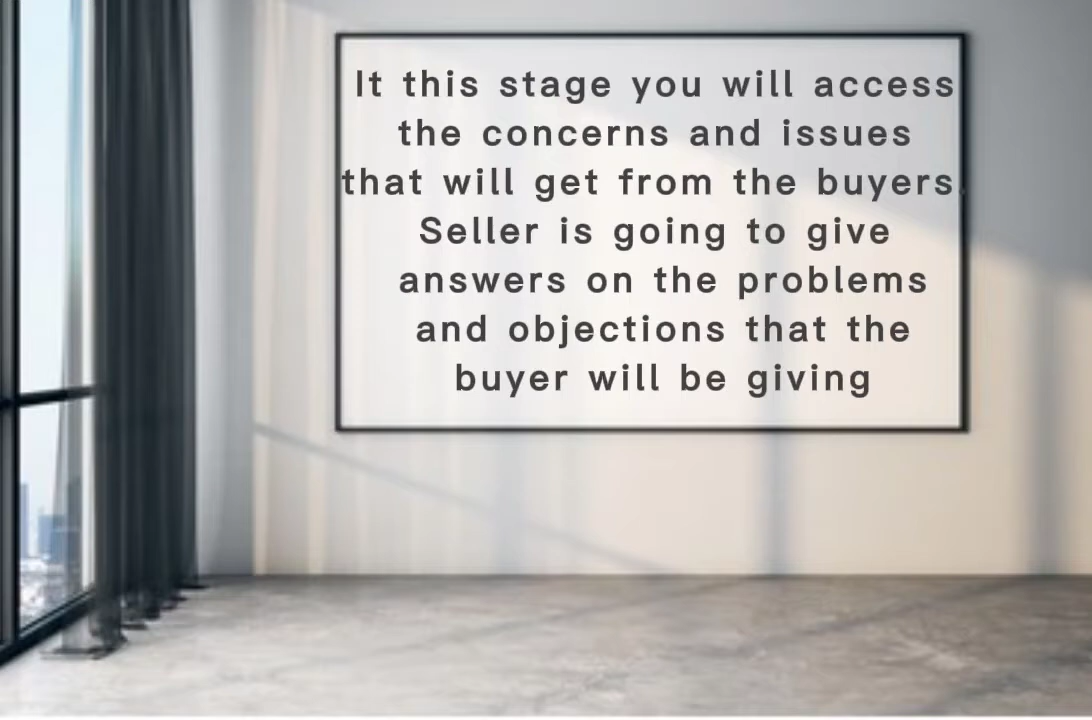 It this stage you will access
the concerns and issues
that will get from the buyers.
Seller is going to give
answers on the problems
and objections that the
buyer will be giving